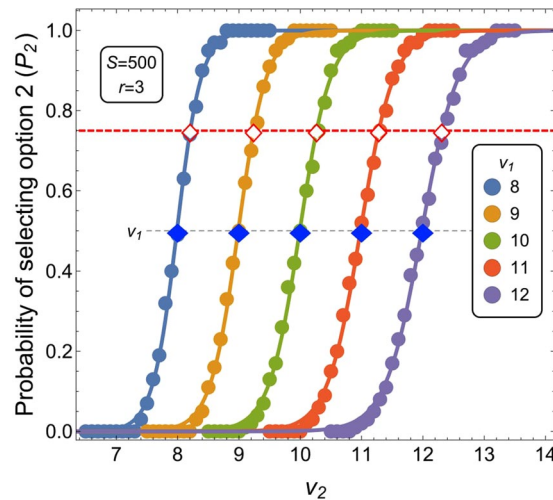 Probability of selecting option 2 (P2)
1.0
0.8
0.6
0.4
0.2
0.0
S=500
r=3
v1
v1
8
9
10
11
12
7 8 9 10 11 12 13 14
v2